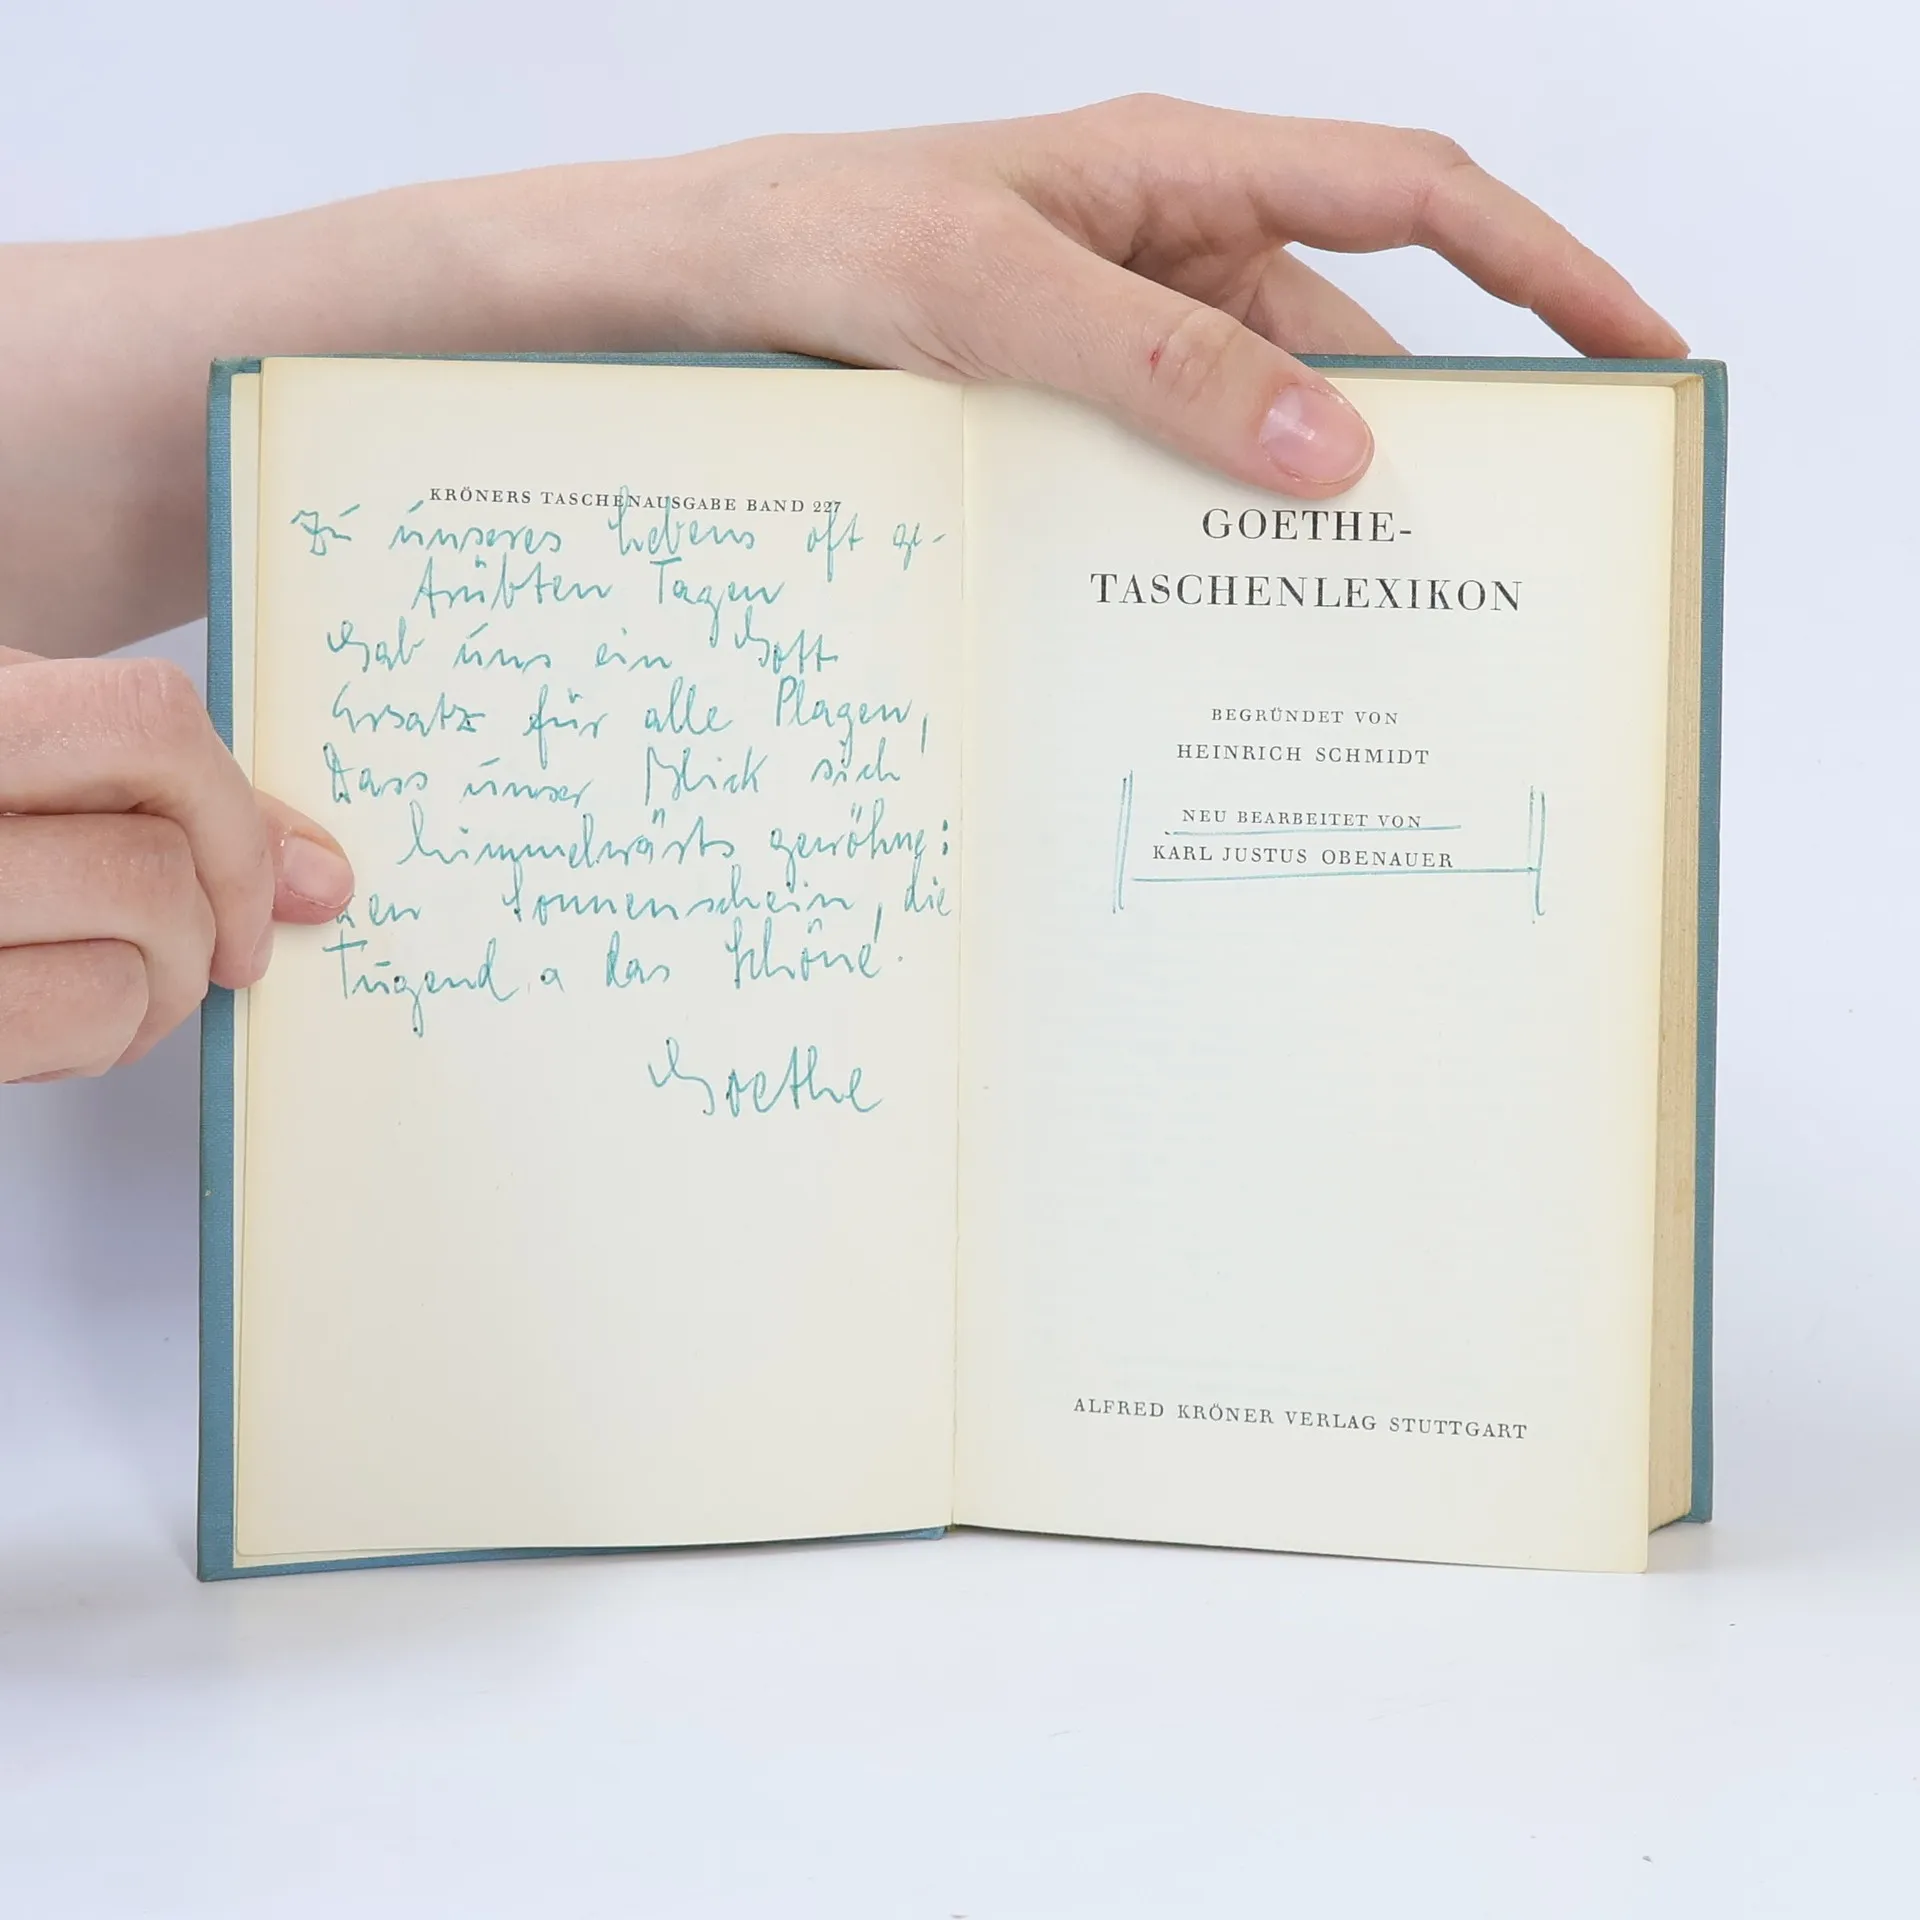 KRÖNERS TASCHENAUSGABE BAND 227
Zu unseres Lebens oft ge-
trübten Tagen
Gab uns ein Gott
Ersatz für alle Plagen,
Dass unser Blick sich
himmelwärts gewöhne:
Den Sonnenschein, die
Tugend, a das Schöne.
Goethe
GOETHE-
TASCHENLEXIKON
BEGRÜNDET VON
HEINRICH SCHMIDT
NEU BEARBEITET VON
KARL JUSTUS OBENAUER
ALFRED KRÖNER VERLAG STUTTGART